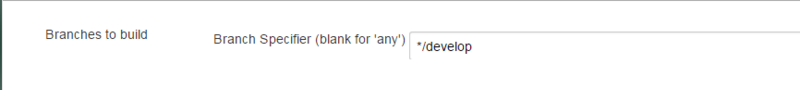 Branches to build
Branch Specifier (blank for 'any')
*/develop